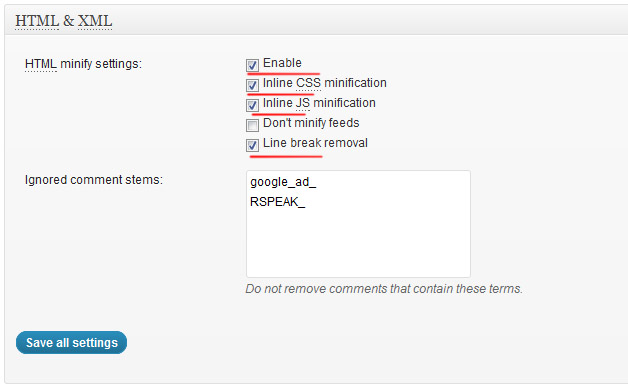 HTML & XML
HTML minify settings:
Enable
Inline CSS minification
Inline JS minification
Don't minify feeds
Line break removal
Ignored comment stems:
google_ad_
RSPEAK_
Do not remove comments that contain these terms.
Save all settings